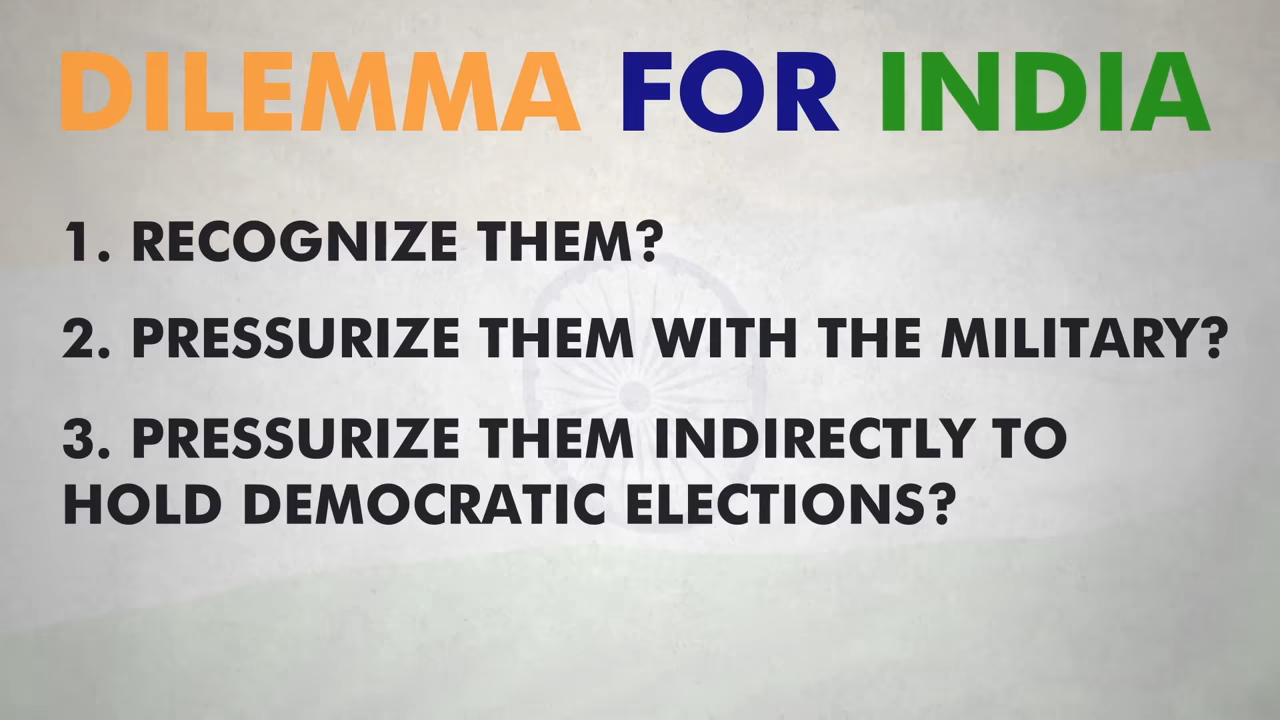 DILEMMA FOR INDIA
1. RECOGNIZE THEM?
2. PRESSURIZE THEM WITH THE MILITARY?
3. PRESSURIZE THEM INDIRECTLY TO
HOLD DEMOCRATIC ELECTIONS?